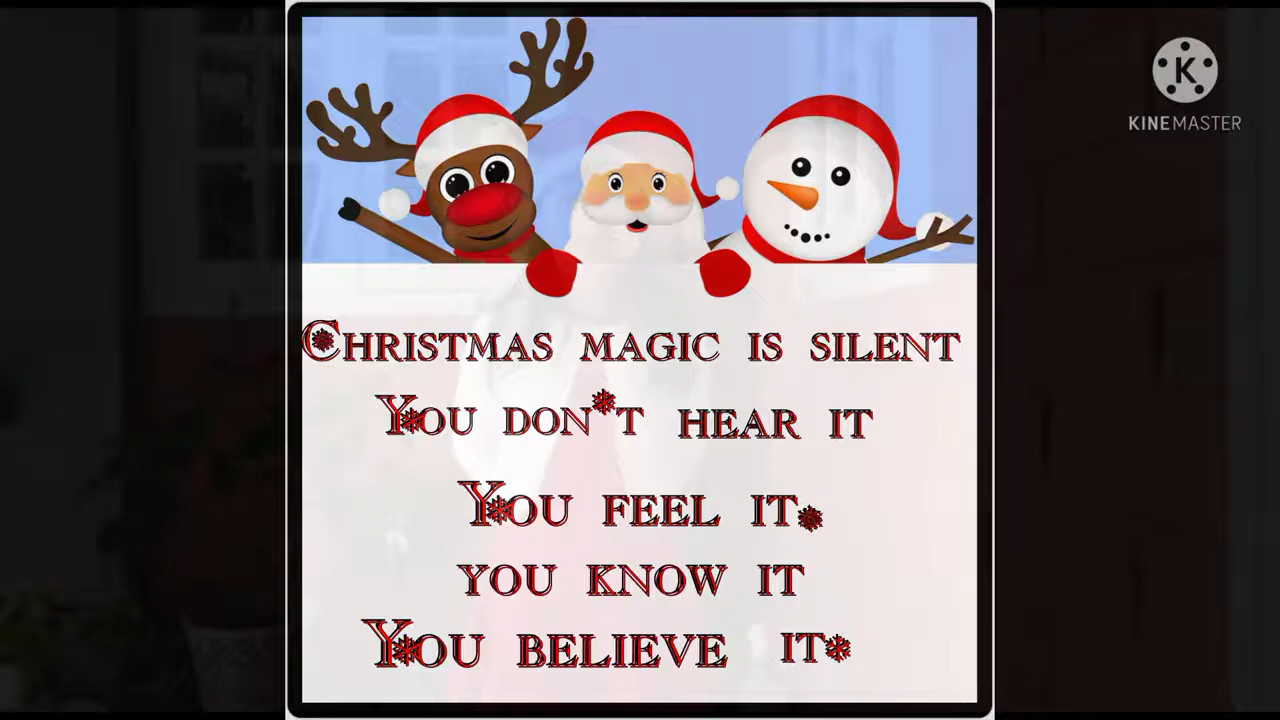 Christmas magic is silent
You don't hear it
You feel it.
you know it
You believe it.
K
KINEMASTER